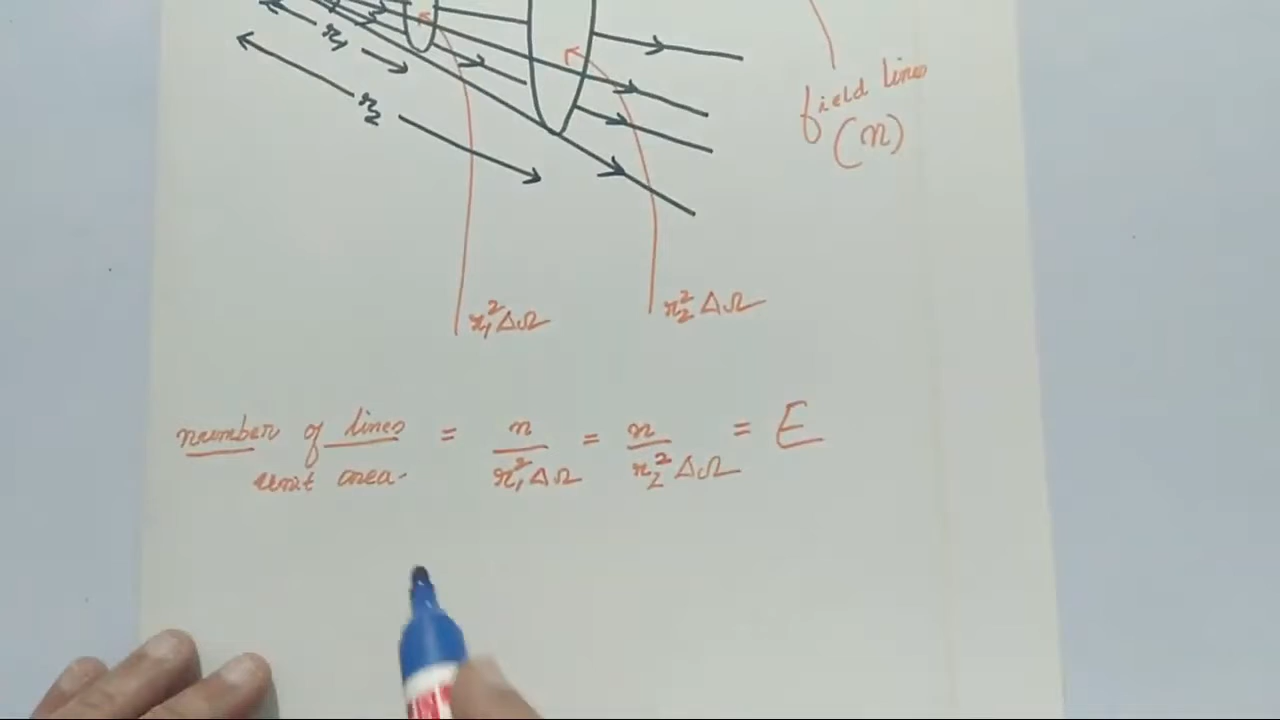 r₁
r₂
field lines
(n)
r₁²ΔΩ
r₂²ΔΩ
number of lines / unit area = n / r₁²ΔΩ = n / r₂²ΔΩ = E